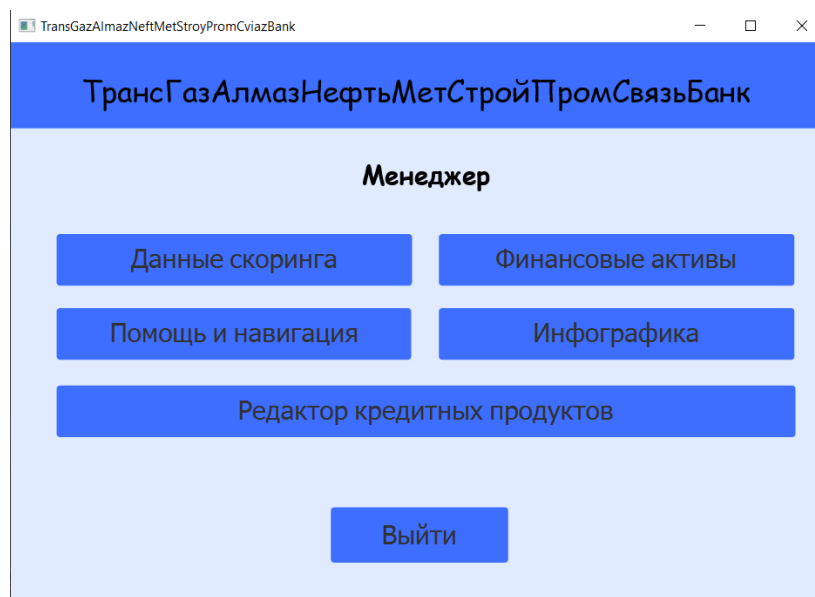 TransGazAlmazNeftMetStroyPromCviazBank
ТрансГазАлмазНефтьМетСтройПромСвязьБанк
Менеджер
Данные скоринга
Финансовые активы
Помощь и навигация
Инфографика
Редактор кредитных продуктов
Выйти